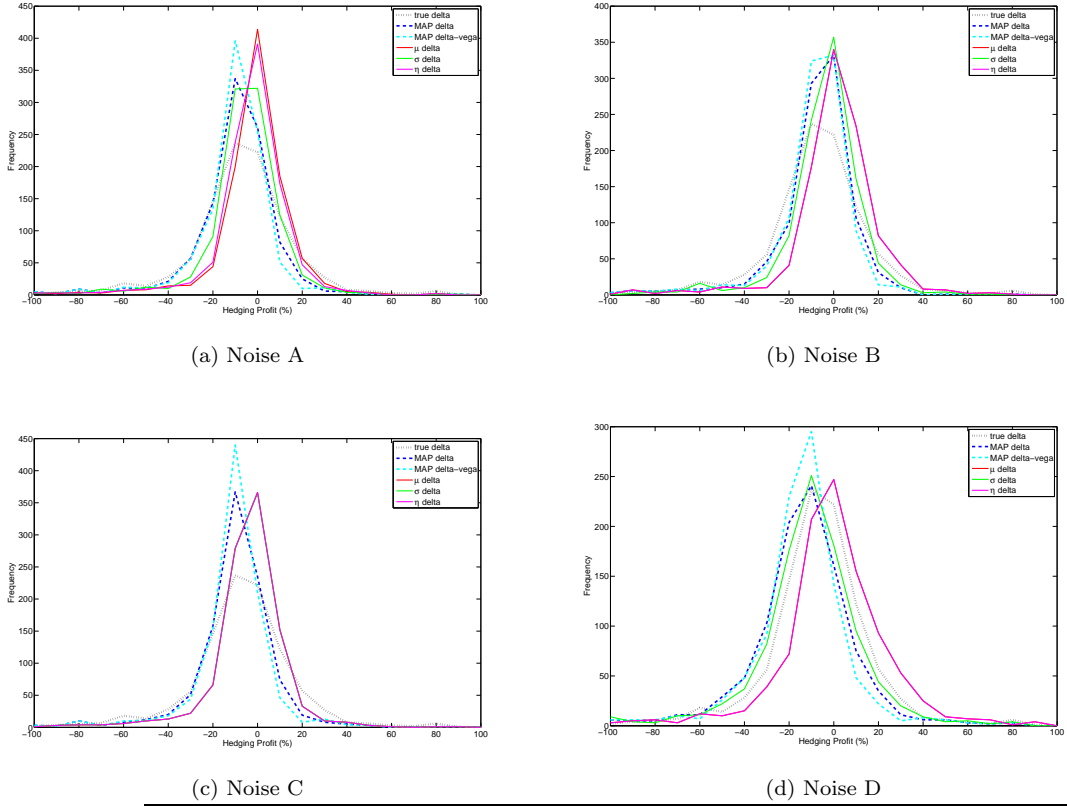 450
400
350
300
250
200
150
100
50
0
Frequency
−100 −80 −60 −40 −20 0 20 40 60 80 100
Hedging Profit (%)
true delta
MAP delta
MAP delta−vega
μ delta
σ delta
η delta
(a) Noise A
400
350
300
250
200
150
100
50
0
Frequency
−100 −80 −60 −40 −20 0 20 40 60 80 100
Hedging Profit (%)
true delta
MAP delta
MAP delta−vega
μ delta
σ delta
η delta
(b) Noise B
450
400
350
300
250
200
150
100
50
0
Frequency
−100 −80 −60 −40 −20 0 20 40 60 80 100
Hedging Profit (%)
true delta
MAP delta
MAP delta−vega
μ delta
σ delta
η delta
(c) Noise C
300
250
200
150
100
50
0
Frequency
−100 −80 −60 −40 −20 0 20 40 60 80 100
Hedging Profit (%)
true delta
MAP delta
MAP delta−vega
μ delta
σ delta
η delta
(d) Noise D